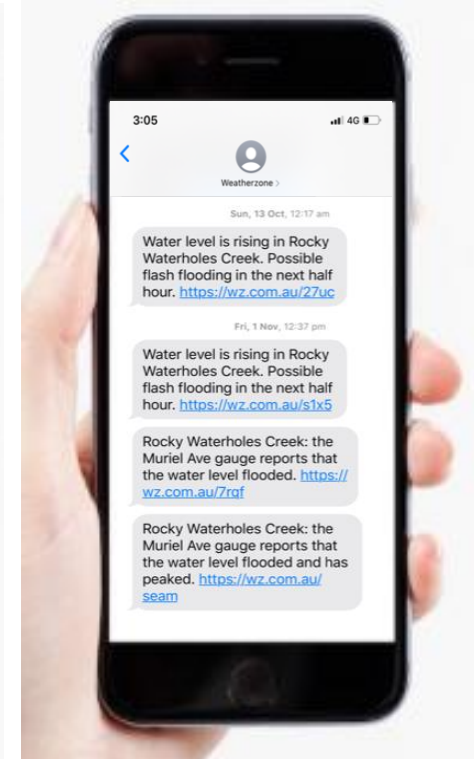 3:05 4G
Weatherzone >
Sun, 13 Oct, 12:17 am
Water level is rising in Rocky
Waterholes Creek. Possible
flash flooding in the next half
hour. https://wz.com.au/27uc
Fri, 1 Nov, 12:37 pm
Water level is rising in Rocky
Waterholes Creek. Possible
flash flooding in the next half
hour. https://wz.com.au/s1x5
Rocky Waterholes Creek: the
Muriel Ave gauge reports that
the water level flooded. https://
wz.com.au/7rqf
Rocky Waterholes Creek: the
Muriel Ave gauge reports that
the water level flooded and has
peaked. https://wz.com.au/
seam